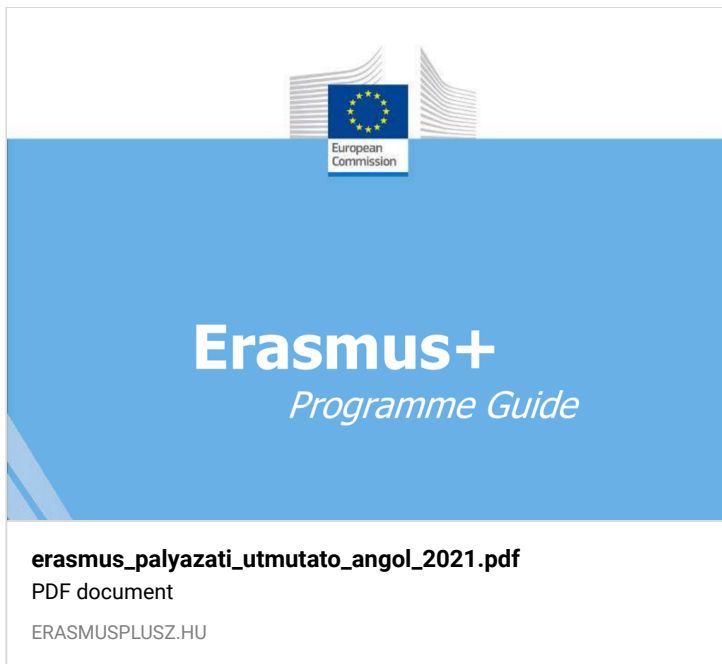 European
Commission
Erasmus+
Programme Guide
erasmus_palyazati_utmutato_angol_2021.pdf
PDF document
ERASMUSPLUSZ.HU